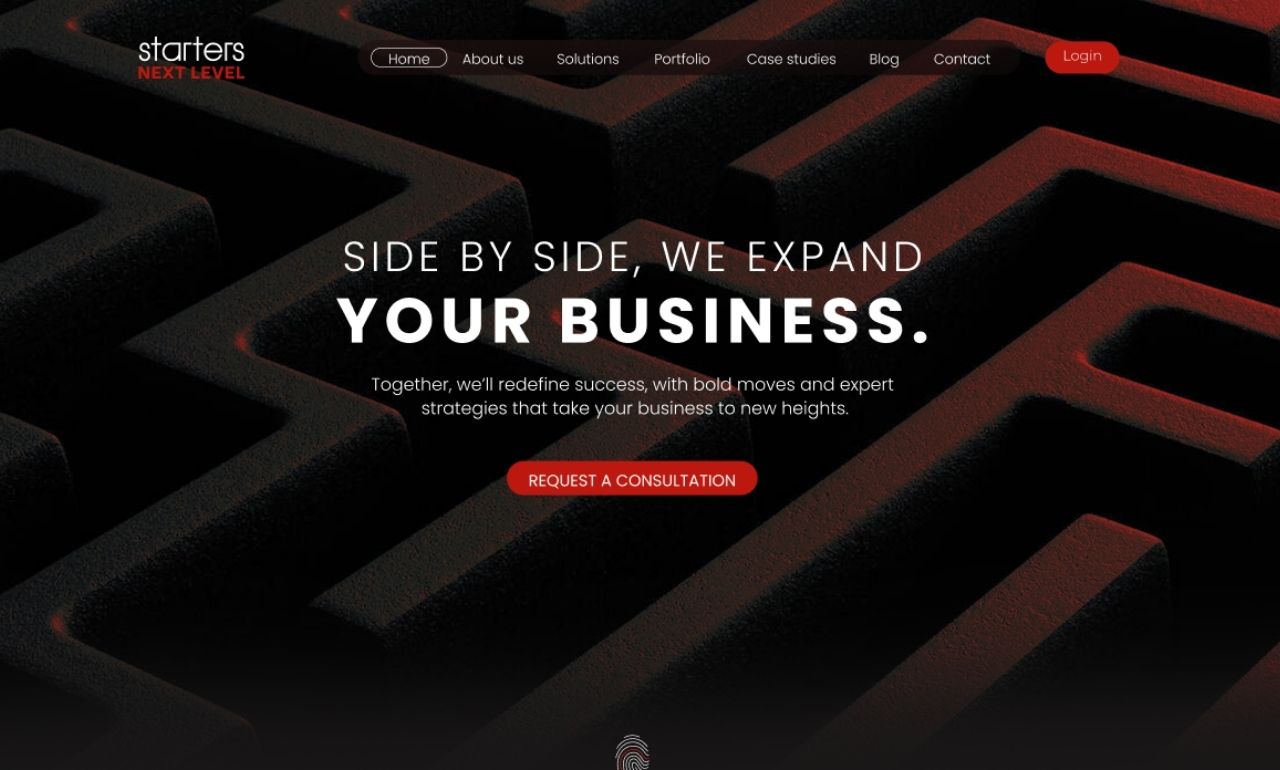 starters
NEXT LEVEL
Home About us Solutions Portfolio Case studies Blog Contact Login
SIDE BY SIDE, WE EXPAND
YOUR BUSINESS.
Together, we'll redefine success, with bold moves and expert
strategies that take your business to new heights.
REQUEST A CONSULTATION